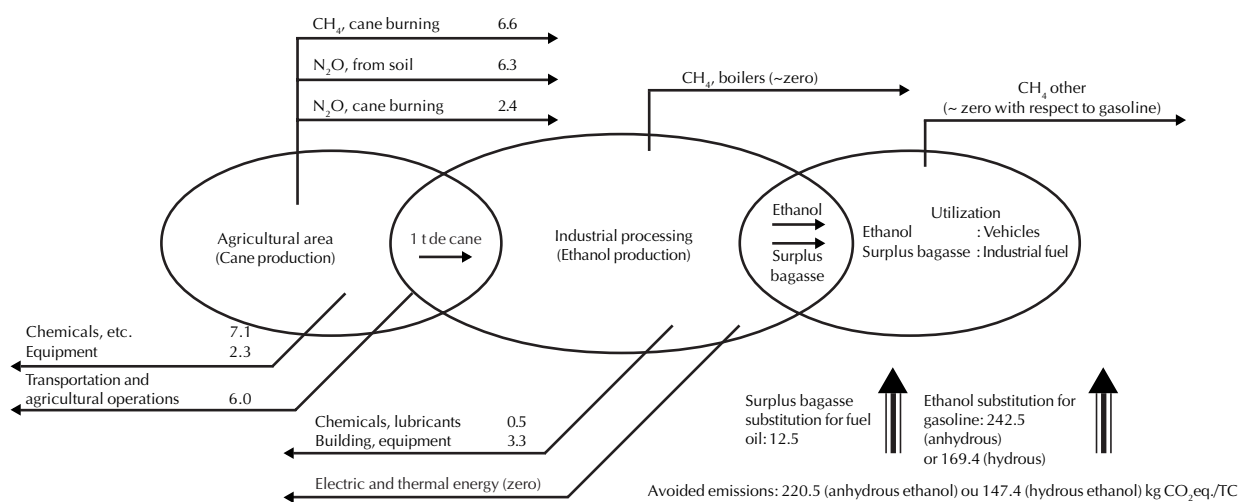 CH₄, cane burning 6.6
N₂O, from soil 6.3
N₂O, cane burning 2.4
CH₄, boilers (~zero)
CH₄ other
(~ zero with respect to gasoline)
Agricultural area
(Cane production)
1 t de cane
Industrial processing
(Ethanol production)
Ethanol
Surplus
bagasse
Utilization
Ethanol : Vehicles
Surplus bagasse : Industrial fuel
Chemicals, etc. 7.1
Equipment 2.3
Transportation and
agricultural operations 6.0
Chemicals, lubricants 0.5
Building, equipment 3.3
Electric and thermal energy (zero)
Surplus bagasse
substitution for fuel
oil: 12.5
Ethanol substitution for
gasoline: 242.5
(anhydrous)
or 169.4 (hydrous)
Avoided emissions: 220.5 (anhydrous ethanol) ou 147.4 (hydrous ethanol) kg CO₂eq./TC